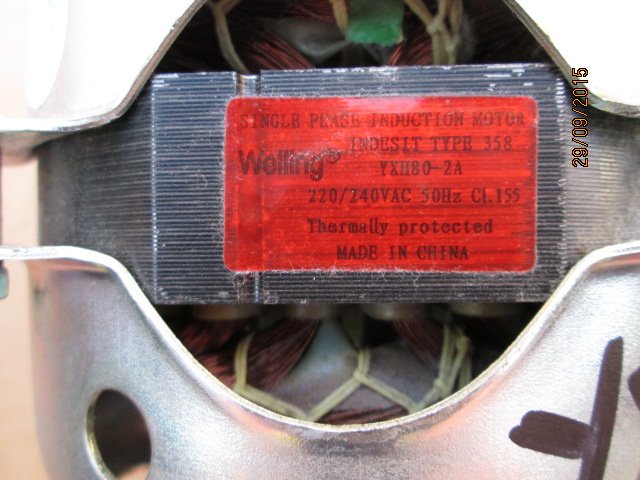 SINGLE PEASE INDUCTION MOTOR
INDESIT TYPE 358
Welling®
YXH80-2A
220/240VAC 50Hz Cl.155
Thermally protected
MADE IN CHINA
29/09/2015